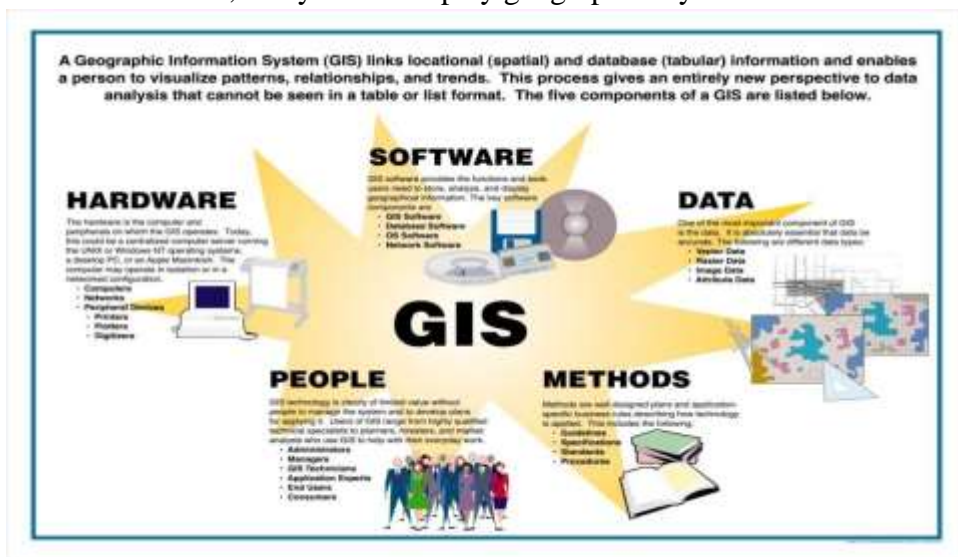 A Geographic Information System (GIS) links locational (spatial) and database (tabular) information and enables
a person to visualize patterns, relationships, and trends. This process gives an entirely new perspective to data
analysis that cannot be seen in a table or list format. The five components of a GIS are listed below.
SOFTWARE
GIS software provides the functions and tools
users need to store, analyze, and display
geographical information. The key software
components are
• GIS Software
• Database Software
• OS Software
• Network Software
HARDWARE
The hardware is the computer and
peripherals on which the GIS operates. Today,
this could be a centralized computer server running
the UNIX or Windows NT operating systems,
a desktop PC, or an Apple Macintosh. The
computer may operate in isolation or in a
networked configuration.
• Computers
• Networks
• Peripheral Devices
• Printers
• Plotters
• Digitizers
DATA
One of the most important component of GIS
is the data. It is absolutely essential that data be
accurate. The following are different data types:
• Vector Data
• Raster Data
• Image Data
• Attribute Data
GIS
PEOPLE
GIS technology is clearly of limited value without
people to manage the system and to develop plans
for applying it. Users of GIS range from highly qualified
technical specialists to planners, foresters, and market
analysts who use GIS to help with their everyday work.
• Administrators
• Managers
• GIS Technicians
• Application Experts
• End Users
• Consumers
METHODS
Methods are well-designed plans and application-
specific business rules describing how technology
is applied. This includes the following:
• Guidelines
• Specifications
• Standards
• Procedures